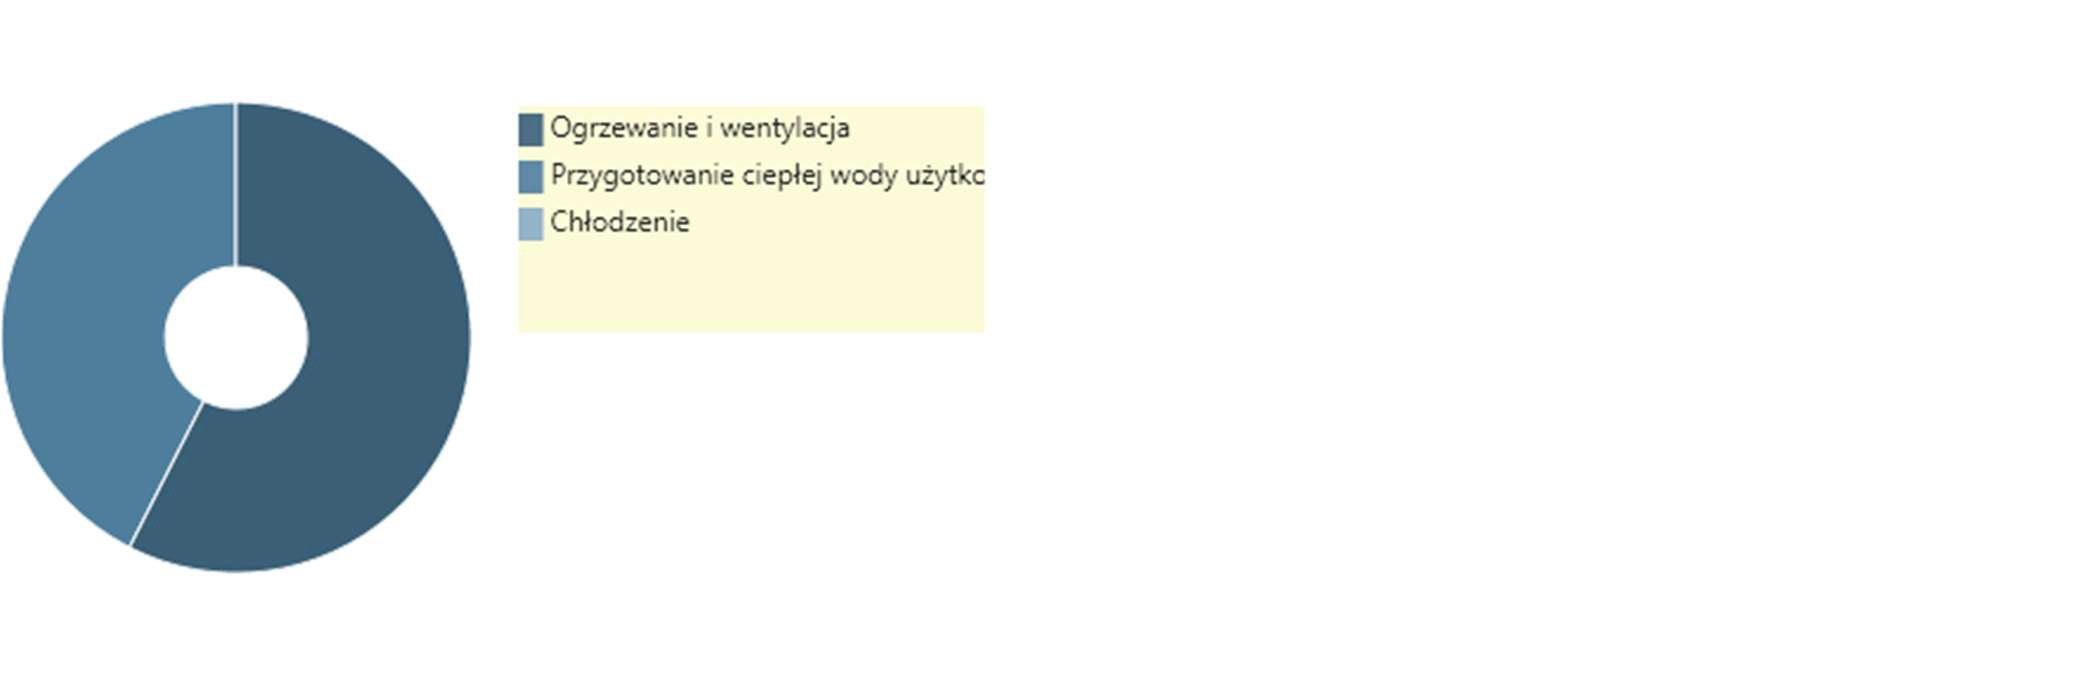 Ogrzewanie i wentylacja
Przygotowanie ciepłej wody użytko
Chłodzenie